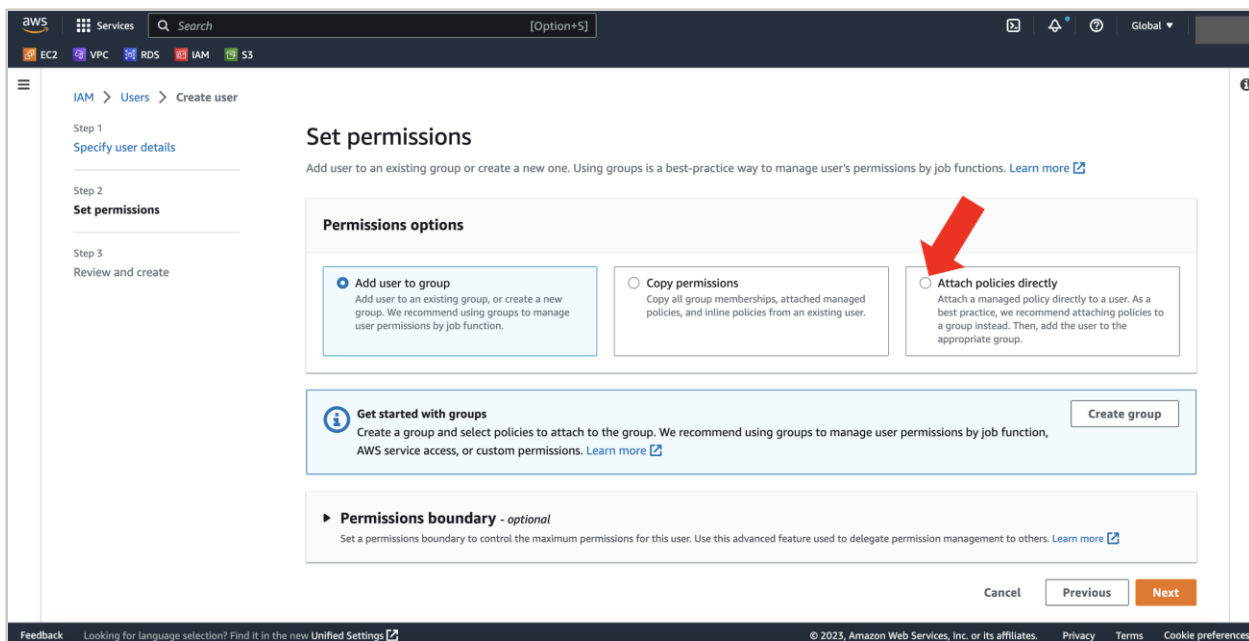 aws
Services
Search
[Option+S]
Global
EC2
VPC
RDS
IAM
S3
IAM > Users > Create user
Step 1
Specify user details
Step 2
Set permissions
Step 3
Review and create
Set permissions
Add user to an existing group or create a new one. Using groups is a best-practice way to manage user's permissions by job functions. Learn more
Permissions options
Add user to group
Add user to an existing group, or create a new
group. We recommend using groups to manage
user permissions by job function.
Copy permissions
Copy all group memberships, attached managed
policies, and inline policies from an existing user.
Attach policies directly
Attach a managed policy directly to a user. As a
best practice, we recommend attaching policies to
a group instead. Then, add the user to the
appropriate group.
Get started with groups
Create group
Create a group and select policies to attach to the group. We recommend using groups to manage user permissions by job function,
AWS service access, or custom permissions. Learn more
Permissions boundary - optional
Set a permissions boundary to control the maximum permissions for this user. Use this advanced feature used to delegate permission management to others. Learn more
Cancel
Previous
Next
Feedback
Looking for language selection? Find it in the new Unified Settings
© 2023, Amazon Web Services, Inc. or its affiliates.
Privacy
Terms
Cookie preferences